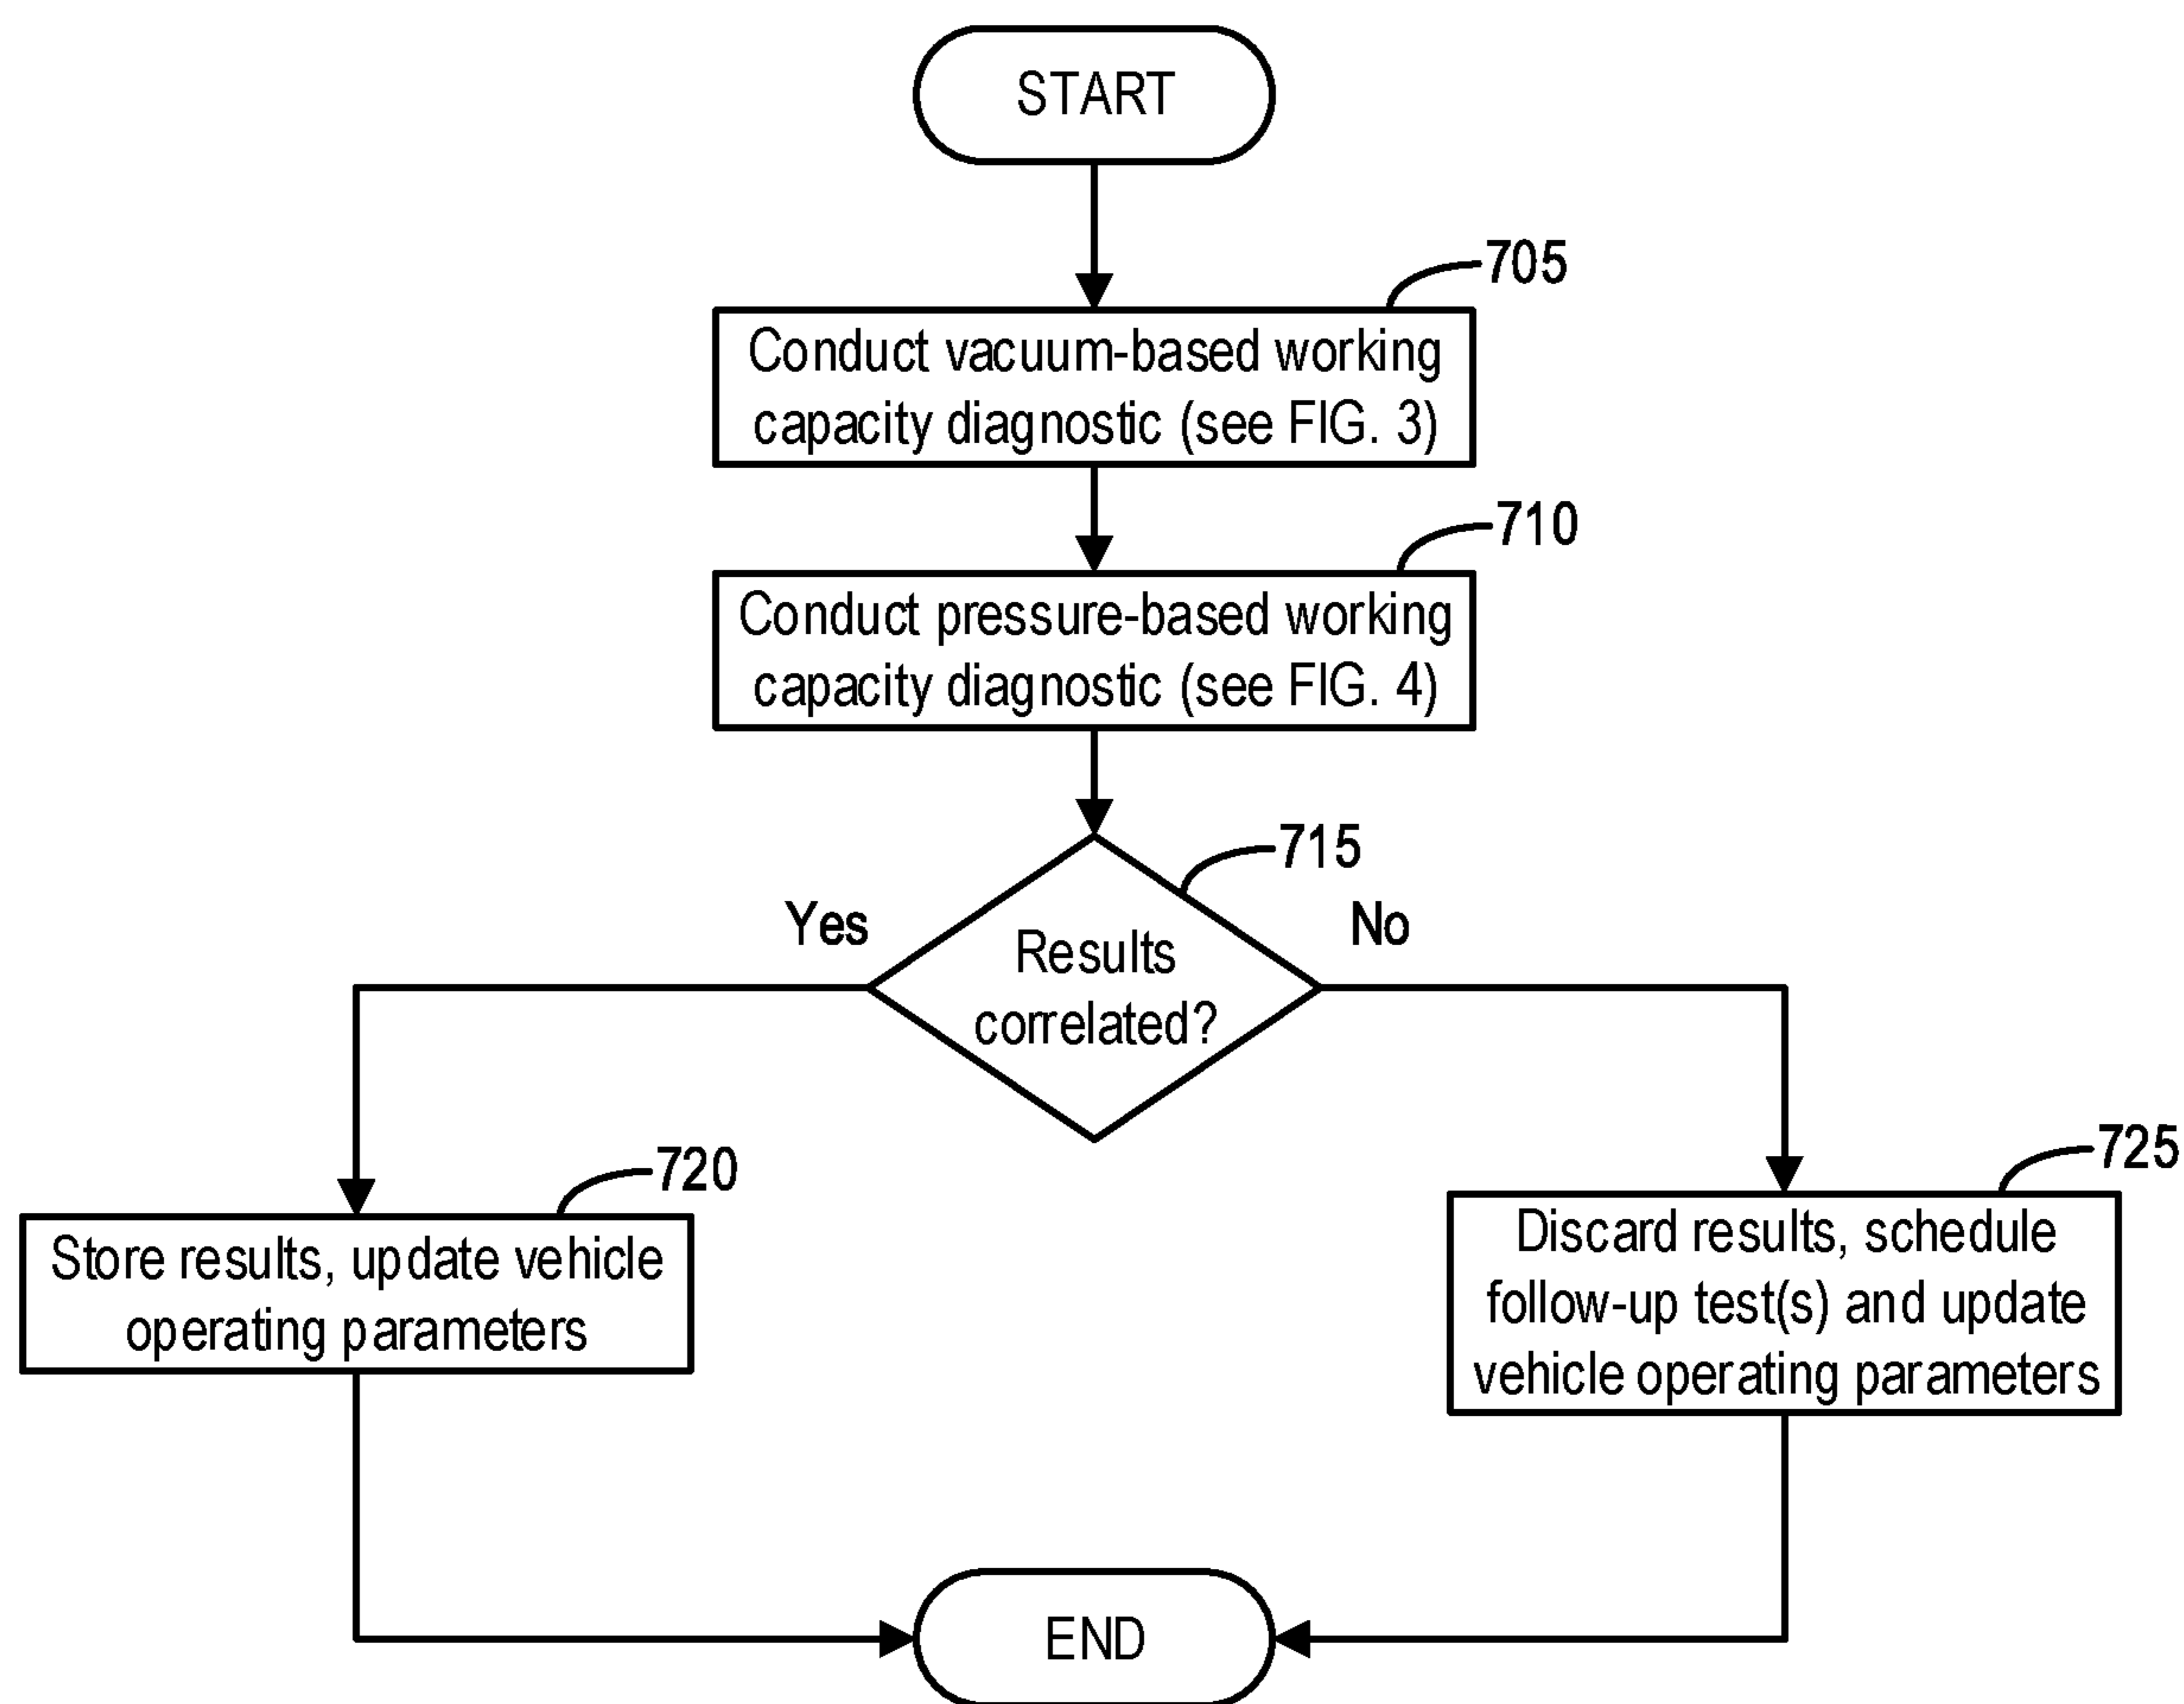 START
705
Conduct vacuum-based working
capacity diagnostic (see FIG. 3)
710
Conduct pressure-based working
capacity diagnostic (see FIG. 4)
715
Yes
No
Results
correlated?
720
Store results, update vehicle
operating parameters
725
Discard results, schedule
follow-up test(s) and update
vehicle operating parameters
END